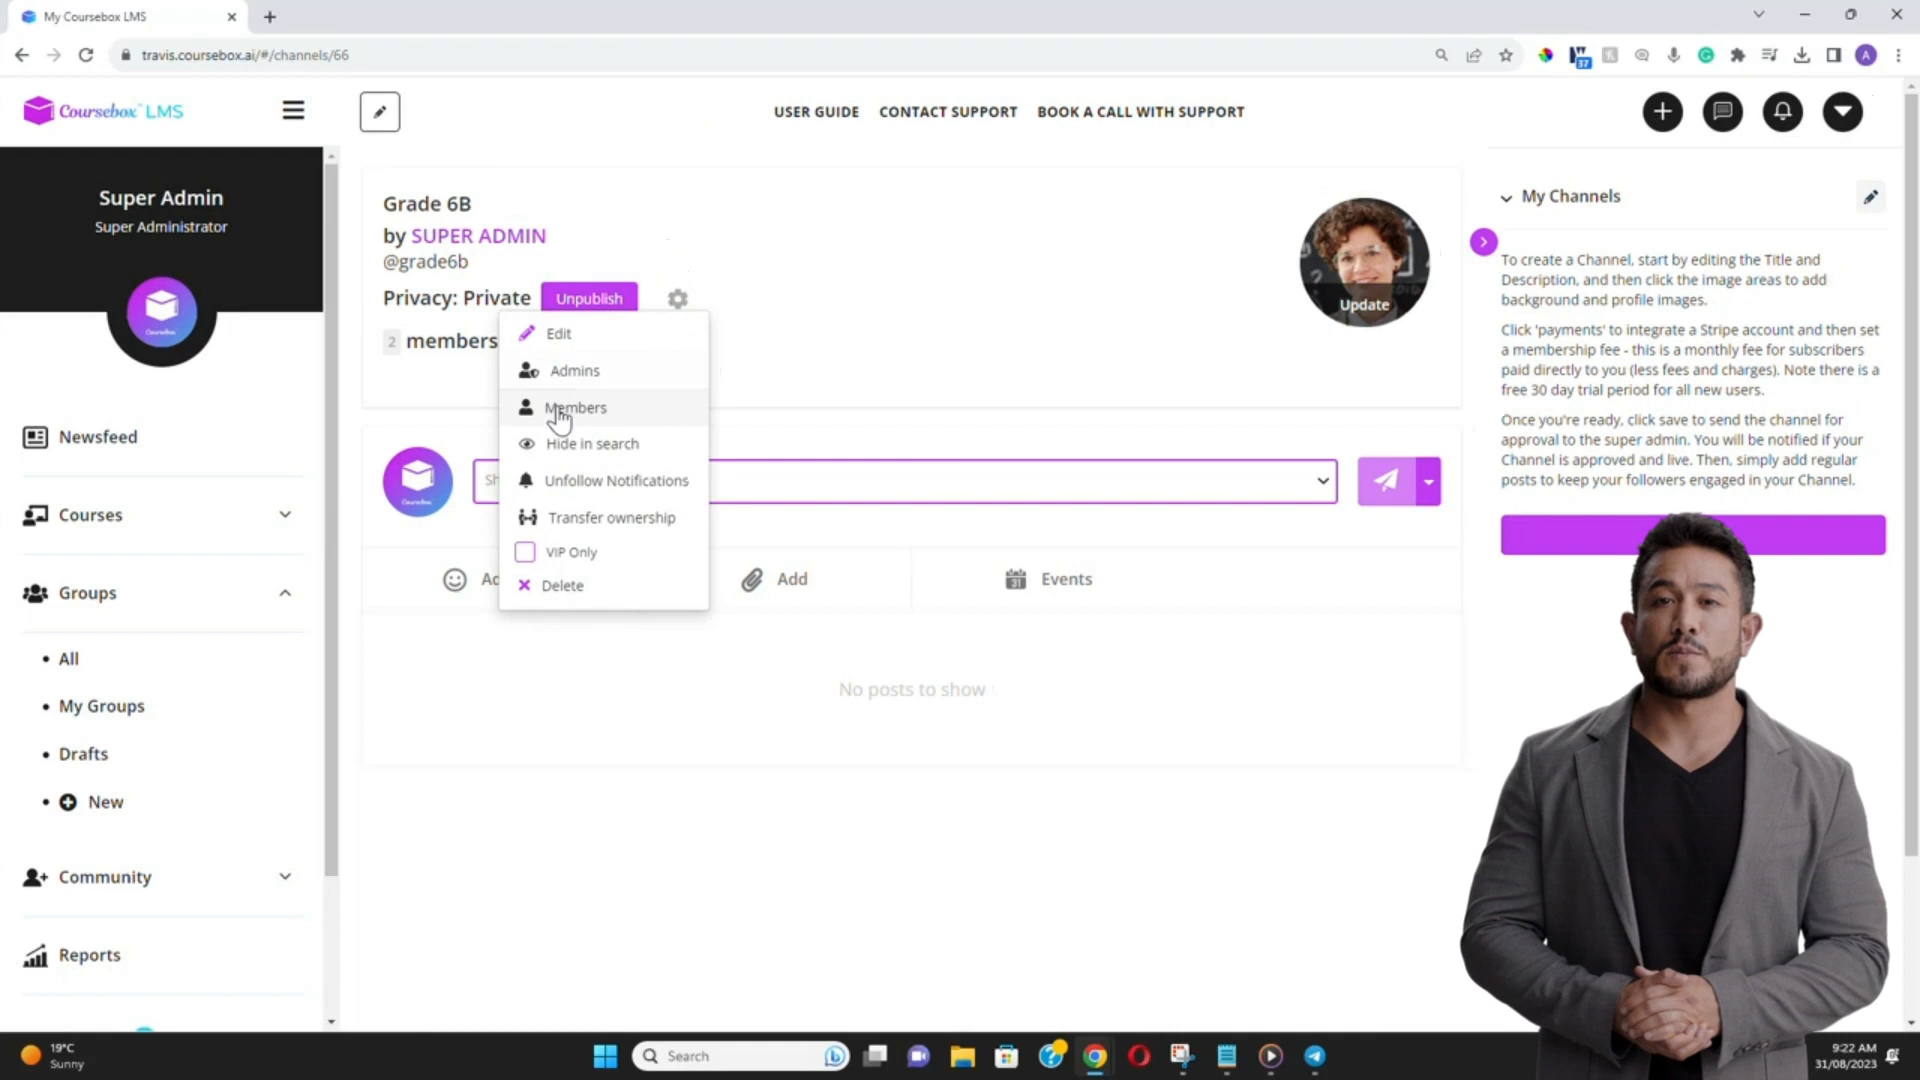 My Coursebox LMS
travis.coursebox.ai/#/channels/66
37
A
Coursebox LMS
USER GUIDE CONTACT SUPPORT BOOK A CALL WITH SUPPORT
Super Admin
Super Administrator
Coursebox
Newsfeed
Courses
Groups
All
My Groups
Drafts
New
Community
Reports
Grade 6B
by SUPER ADMIN
@grade6b
Privacy: Private Unpublish
2 members
Edit
Admins
Members
Hide in search
Unfollow Notifications
Transfer ownership
VIP Only
Delete
Update
Coursebox
Sh
Add
31 Events
No posts to show
My Channels
To create a Channel, start by editing the Title and
Description, and then click the image areas to add
background and profile images.
Click 'payments' to integrate a Stripe account and then set
a membership fee - this is a monthly fee for subscribers
paid directly to you (less fees and charges). Note there is a
free 30 day trial period for all new users.
Once you're ready, click save to send the channel for
approval to the super admin. You will be notified if your
Channel is approved and live. Then, simply add regular
posts to keep your followers engaged in your Channel.
19°C
Sunny
Search
9:22 AM
31/08/2023